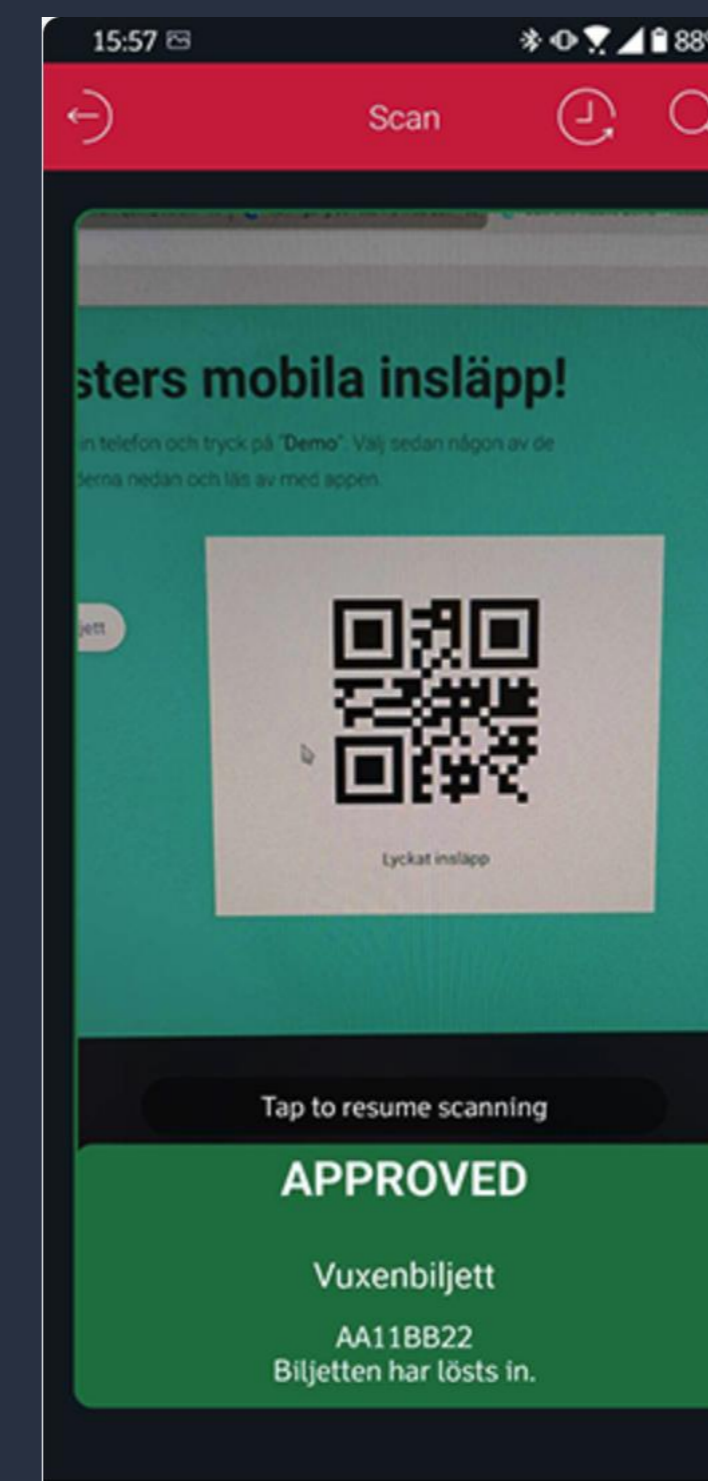 15:57
88%
Scan
sters mobila insläpp!
in telefon och tryck på "Demo". Välj sedan någon av de
derna nedan och läs av med appen.
jett
Lyckat insläpp
Tap to resume scanning
APPROVED
Vuxenbiljett
AA11BB22
Biljetten har lösts in.